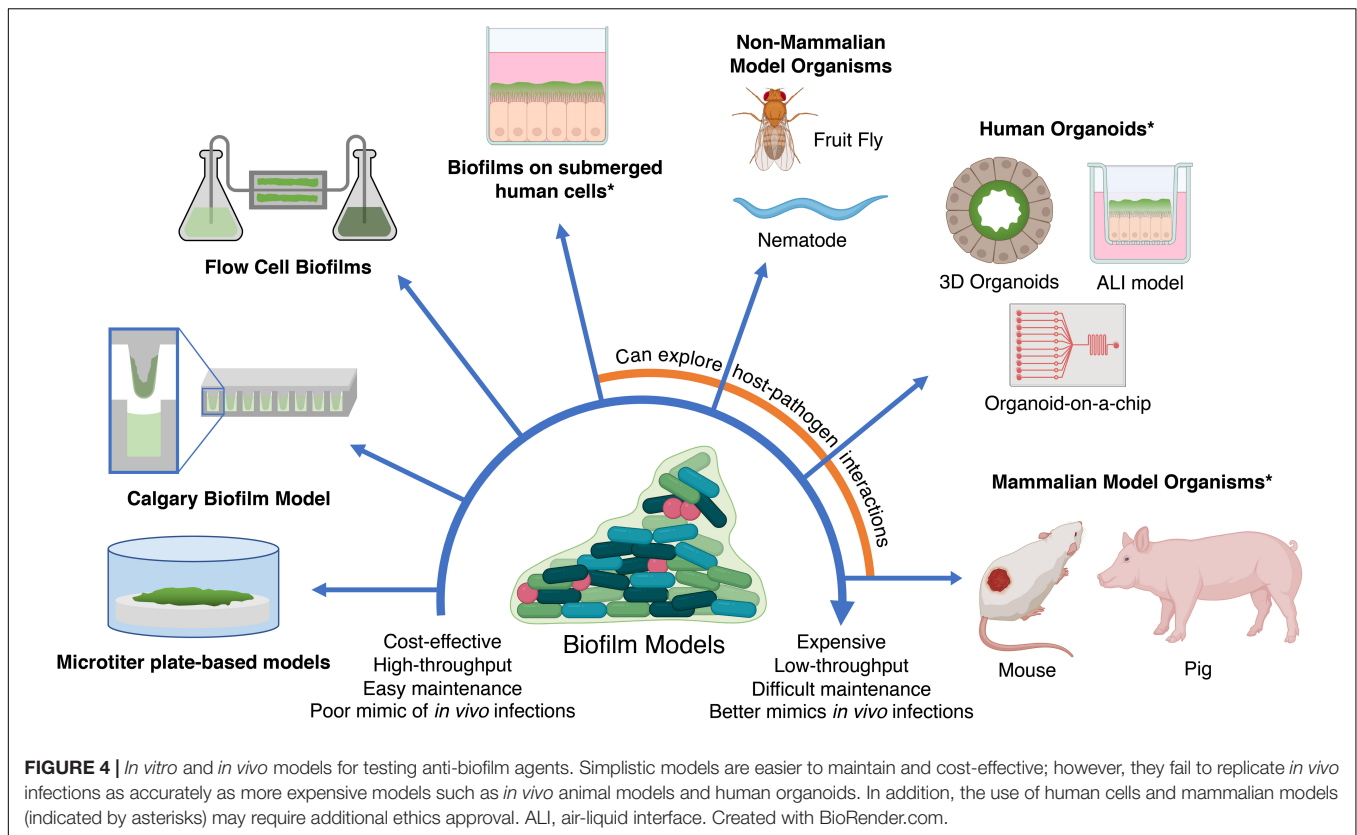 Non-Mammalian
Model Organisms
Fruit Fly
Nematode
Biofilms on submerged
human cells*
Human Organoids*
3D Organoids
ALI model
Organoid-on-a-chip
Flow Cell Biofilms
Can explore host-pathogen interactions
Calgary Biofilm Model
Mammalian Model Organisms*
Mouse
Pig
Microtiter plate-based models
Biofilm Models
Cost-effective
High-throughput
Easy maintenance
Poor mimic of in vivo infections
Expensive
Low-throughput
Difficult maintenance
Better mimics in vivo infections
FIGURE 4 | In vitro and in vivo models for testing anti-biofilm agents. Simplistic models are easier to maintain and cost-effective; however, they fail to replicate in vivo
infections as accurately as more expensive models such as in vivo animal models and human organoids. In addition, the use of human cells and mammalian models
(indicated by asterisks) may require additional ethics approval. ALI, air-liquid interface. Created with BioRender.com.